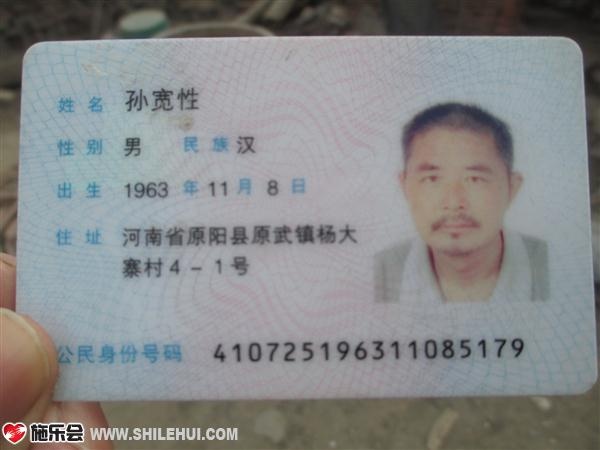 姓名 孙宽性
性别 男 民族 汉
出生 1963 年 11 月 8 日
住址 河南省原阳县原武镇杨大
寨村4－1号
公民身份号码 410725196311085179
施乐会 WWW.SHILEHUI.COM